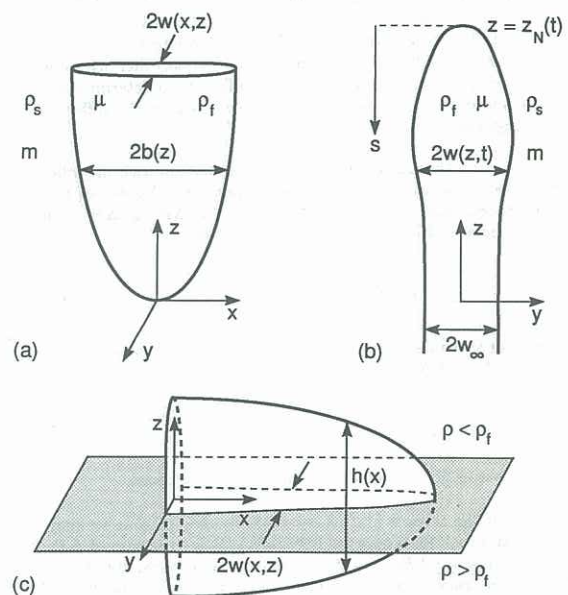 (a)
2w(x,z)
ρs
μ
ρf
m
2b(z)
z
x
y
(b)
z = zN(t)
s
ρf μ ρs
2w(z,t)
m
z
y
2w∞
(c)
z
x
y
h(x)
2w(x,z)
ρ < ρf
ρ > ρf